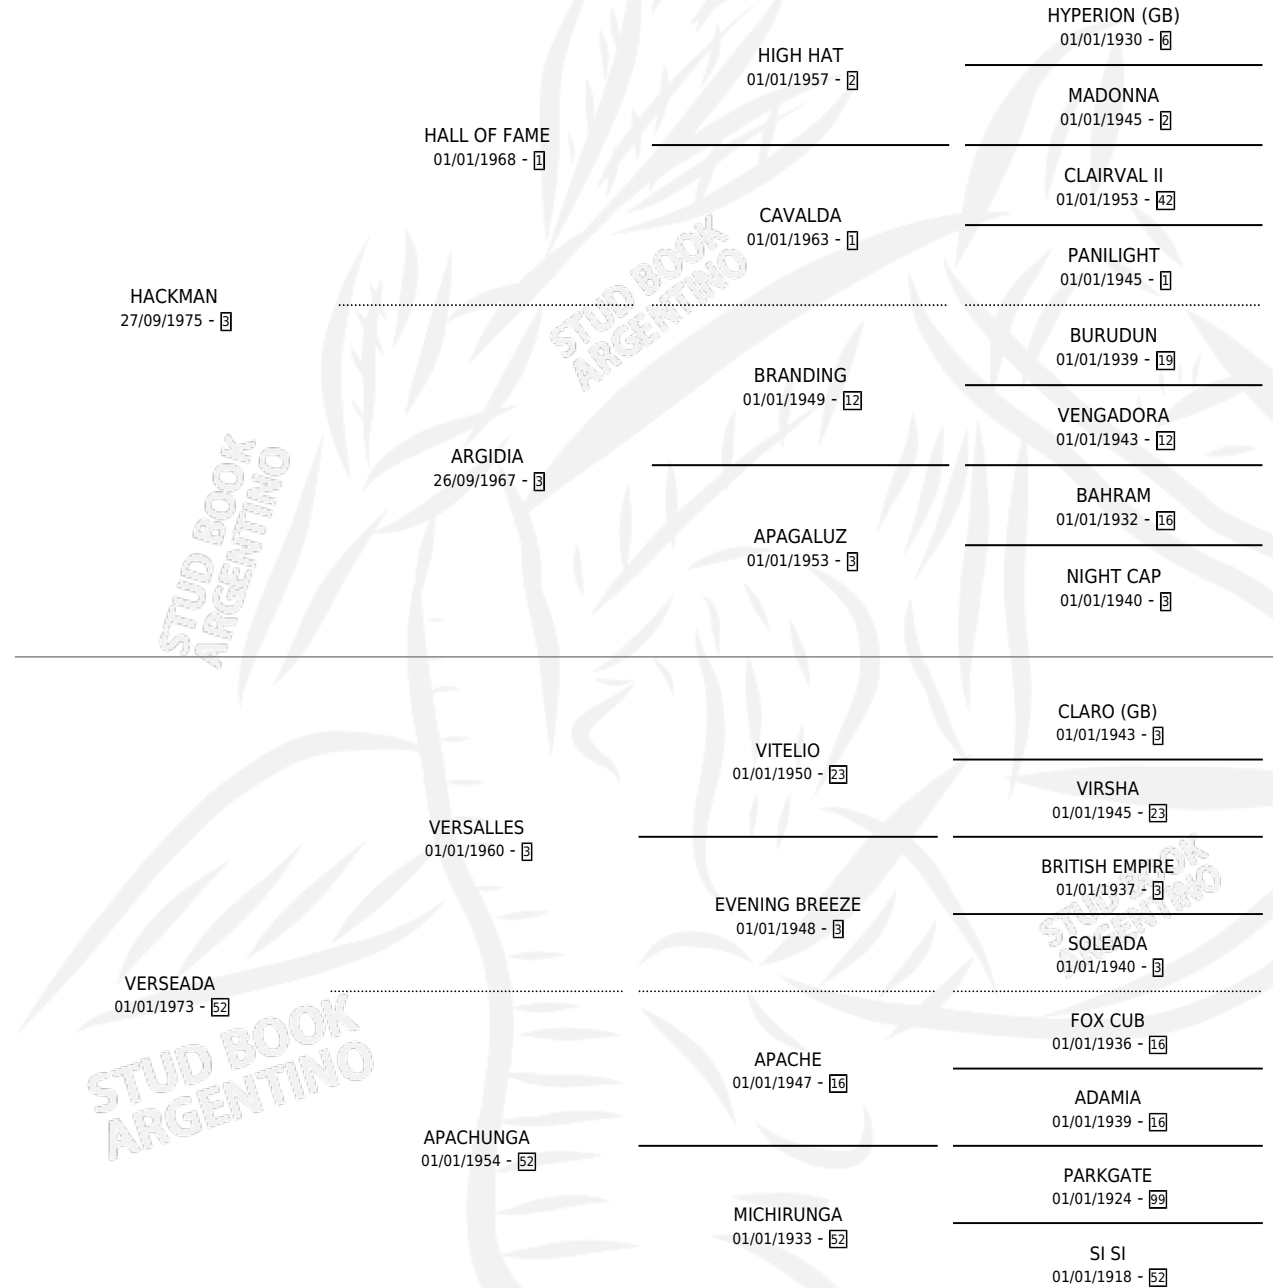 HYPERION (GB)
01/01/1930 - 6
HIGH HAT
01/01/1957 - 2
MADONNA
01/01/1945 - 2
HALL OF FAME
01/01/1968 - 1
CLAIRVAL II
01/01/1953 - 42
CAVALDA
01/01/1963 - 1
PANILIGHT
01/01/1945 - 1
HACKMAN
27/09/1975 - 3
BURUDUN
01/01/1939 - 19
BRANDING
01/01/1949 - 12
VENGADORA
01/01/1943 - 12
ARGIDIA
26/09/1967 - 3
BAHRAM
01/01/1932 - 16
APAGALUZ
01/01/1953 - 3
NIGHT CAP
01/01/1940 - 3
CLARO (GB)
01/01/1943 - 3
VITELIO
01/01/1950 - 23
VIRSHA
01/01/1945 - 23
VERSALLES
01/01/1960 - 3
BRITISH EMPIRE
01/01/1937 - 3
EVENING BREEZE
01/01/1948 - 3
SOLEADA
01/01/1940 - 3
VERSEADA
01/01/1973 - 52
FOX CUB
01/01/1936 - 16
APACHE
01/01/1947 - 16
ADAMIA
01/01/1939 - 16
APACHUNGA
01/01/1954 - 52
PARKGATE
01/01/1924 - 99
MICHIRUNGA
01/01/1933 - 52
SI SI
01/01/1918 - 52
STUD BOOK
ARGENTINO
STUD BOOK
ARGENTINO
STUD BOOK
ARGENTINO
STUD BOOK
ARGENTINO